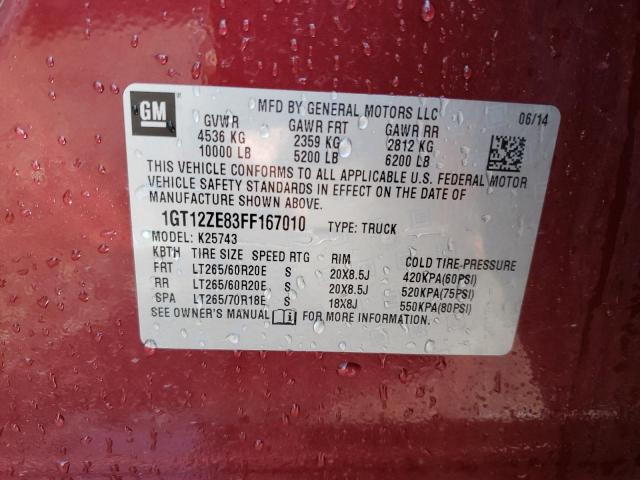 GM
MFD BY GENERAL MOTORS LLC 06/14
GVWR GAWR FRT GAWR RR
4536 KG 2359 KG 2812 KG
10000 LB 5200 LB 6200 LB
THIS VEHICLE CONFORMS TO ALL APPLICABLE U.S. FEDERAL MOTOR
VEHICLE SAFETY STANDARDS IN EFFECT ON THE DATE OF
MANUFACTURE SHOWN ABOVE.
1GT12ZE83FF167010 TYPE: TRUCK
MODEL: K25743
KBTH TIRE SIZE SPEED RTG RIM COLD TIRE PRESSURE
FRT LT265/60R20E S 20X8.5J 420KPA(60PSI)
RR LT265/60R20E S 20X8.5J 520KPA(75PSI)
SPA LT265/70R18E S 18X8J 550KPA(80PSI)
SEE OWNER'S MANUAL FOR MORE INFORMATION.